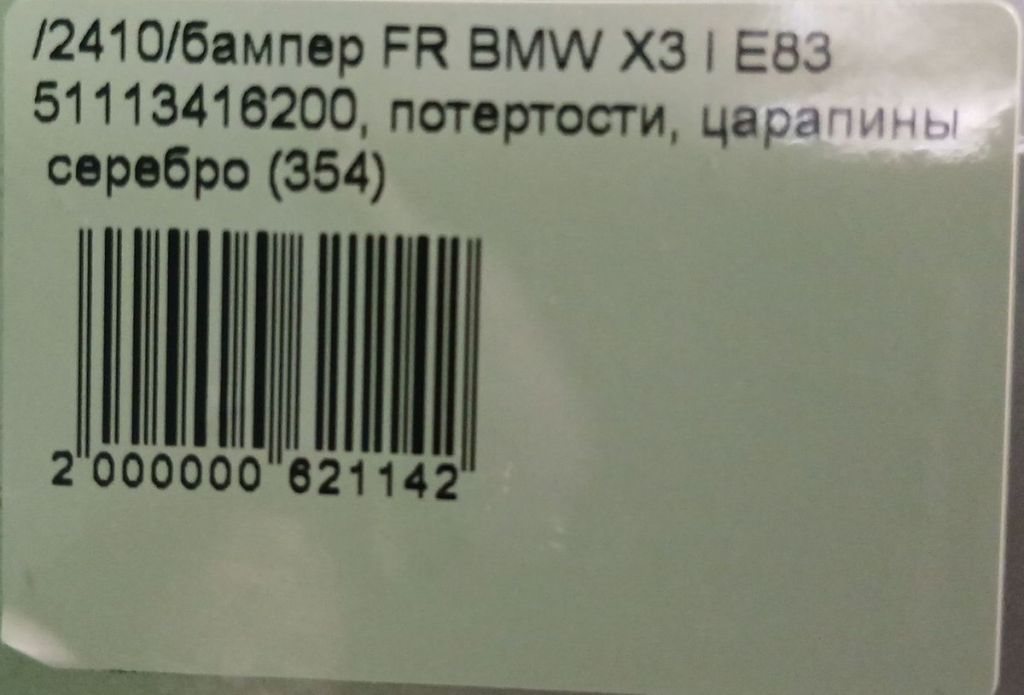 /2410/бампер FR BMW X3 I E83
51113416200, потертости, царапины
серебро (354)
2 000000 621142